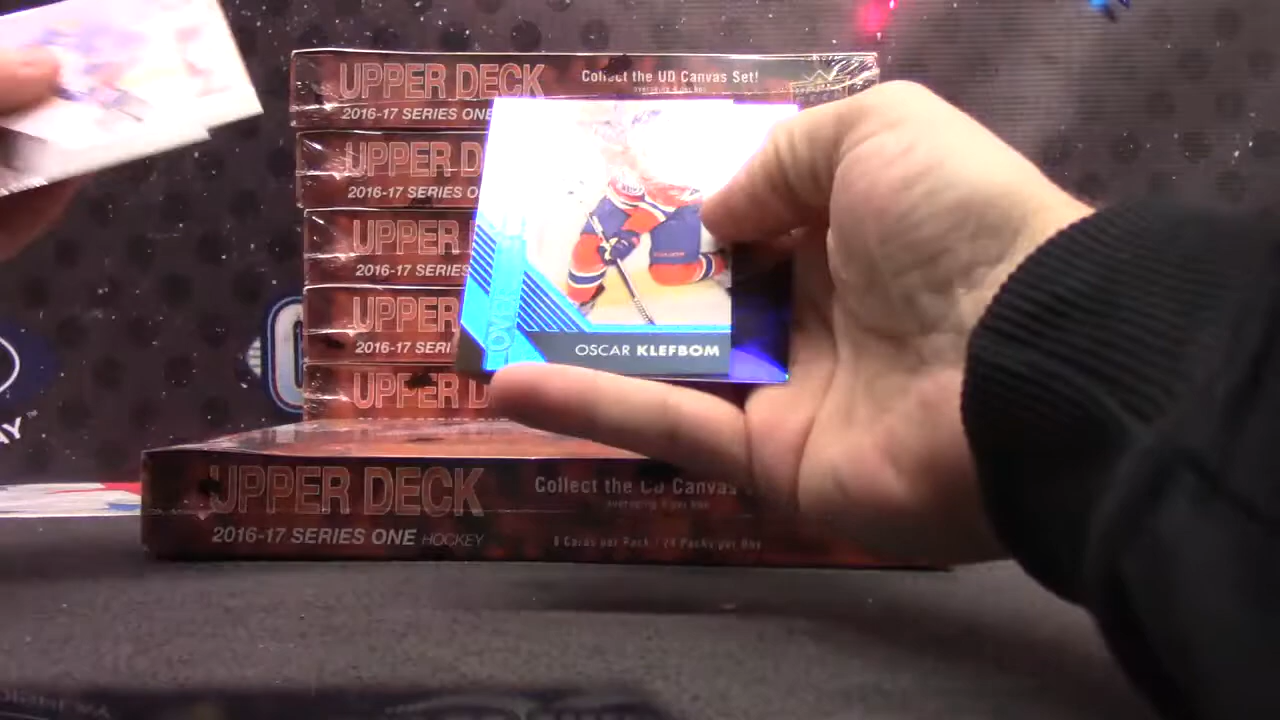 UPPER DECK Collect the UD Canvas Set!
2016-17 SERIES ONE
UPPER D
2016-17 SERIES O
UPPER
2016-17 SERIES
UPPER
2016-17 SERI
UPPER D
OSCAR KLEFBOM
UPPER DECK Collect the UD Canvas
2016-17 SERIES ONE HOCKEY
8 Cards per Pack | 24 Packs per Box
AY